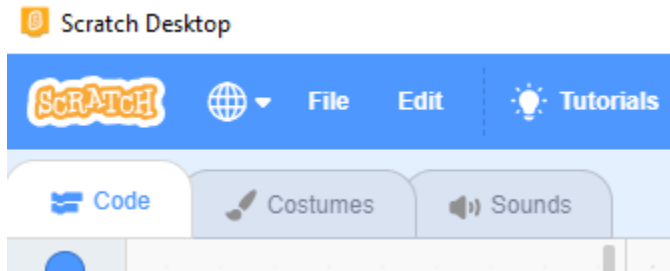 Scratch Desktop
SCRATCH File Edit Tutorials
Code Costumes Sounds